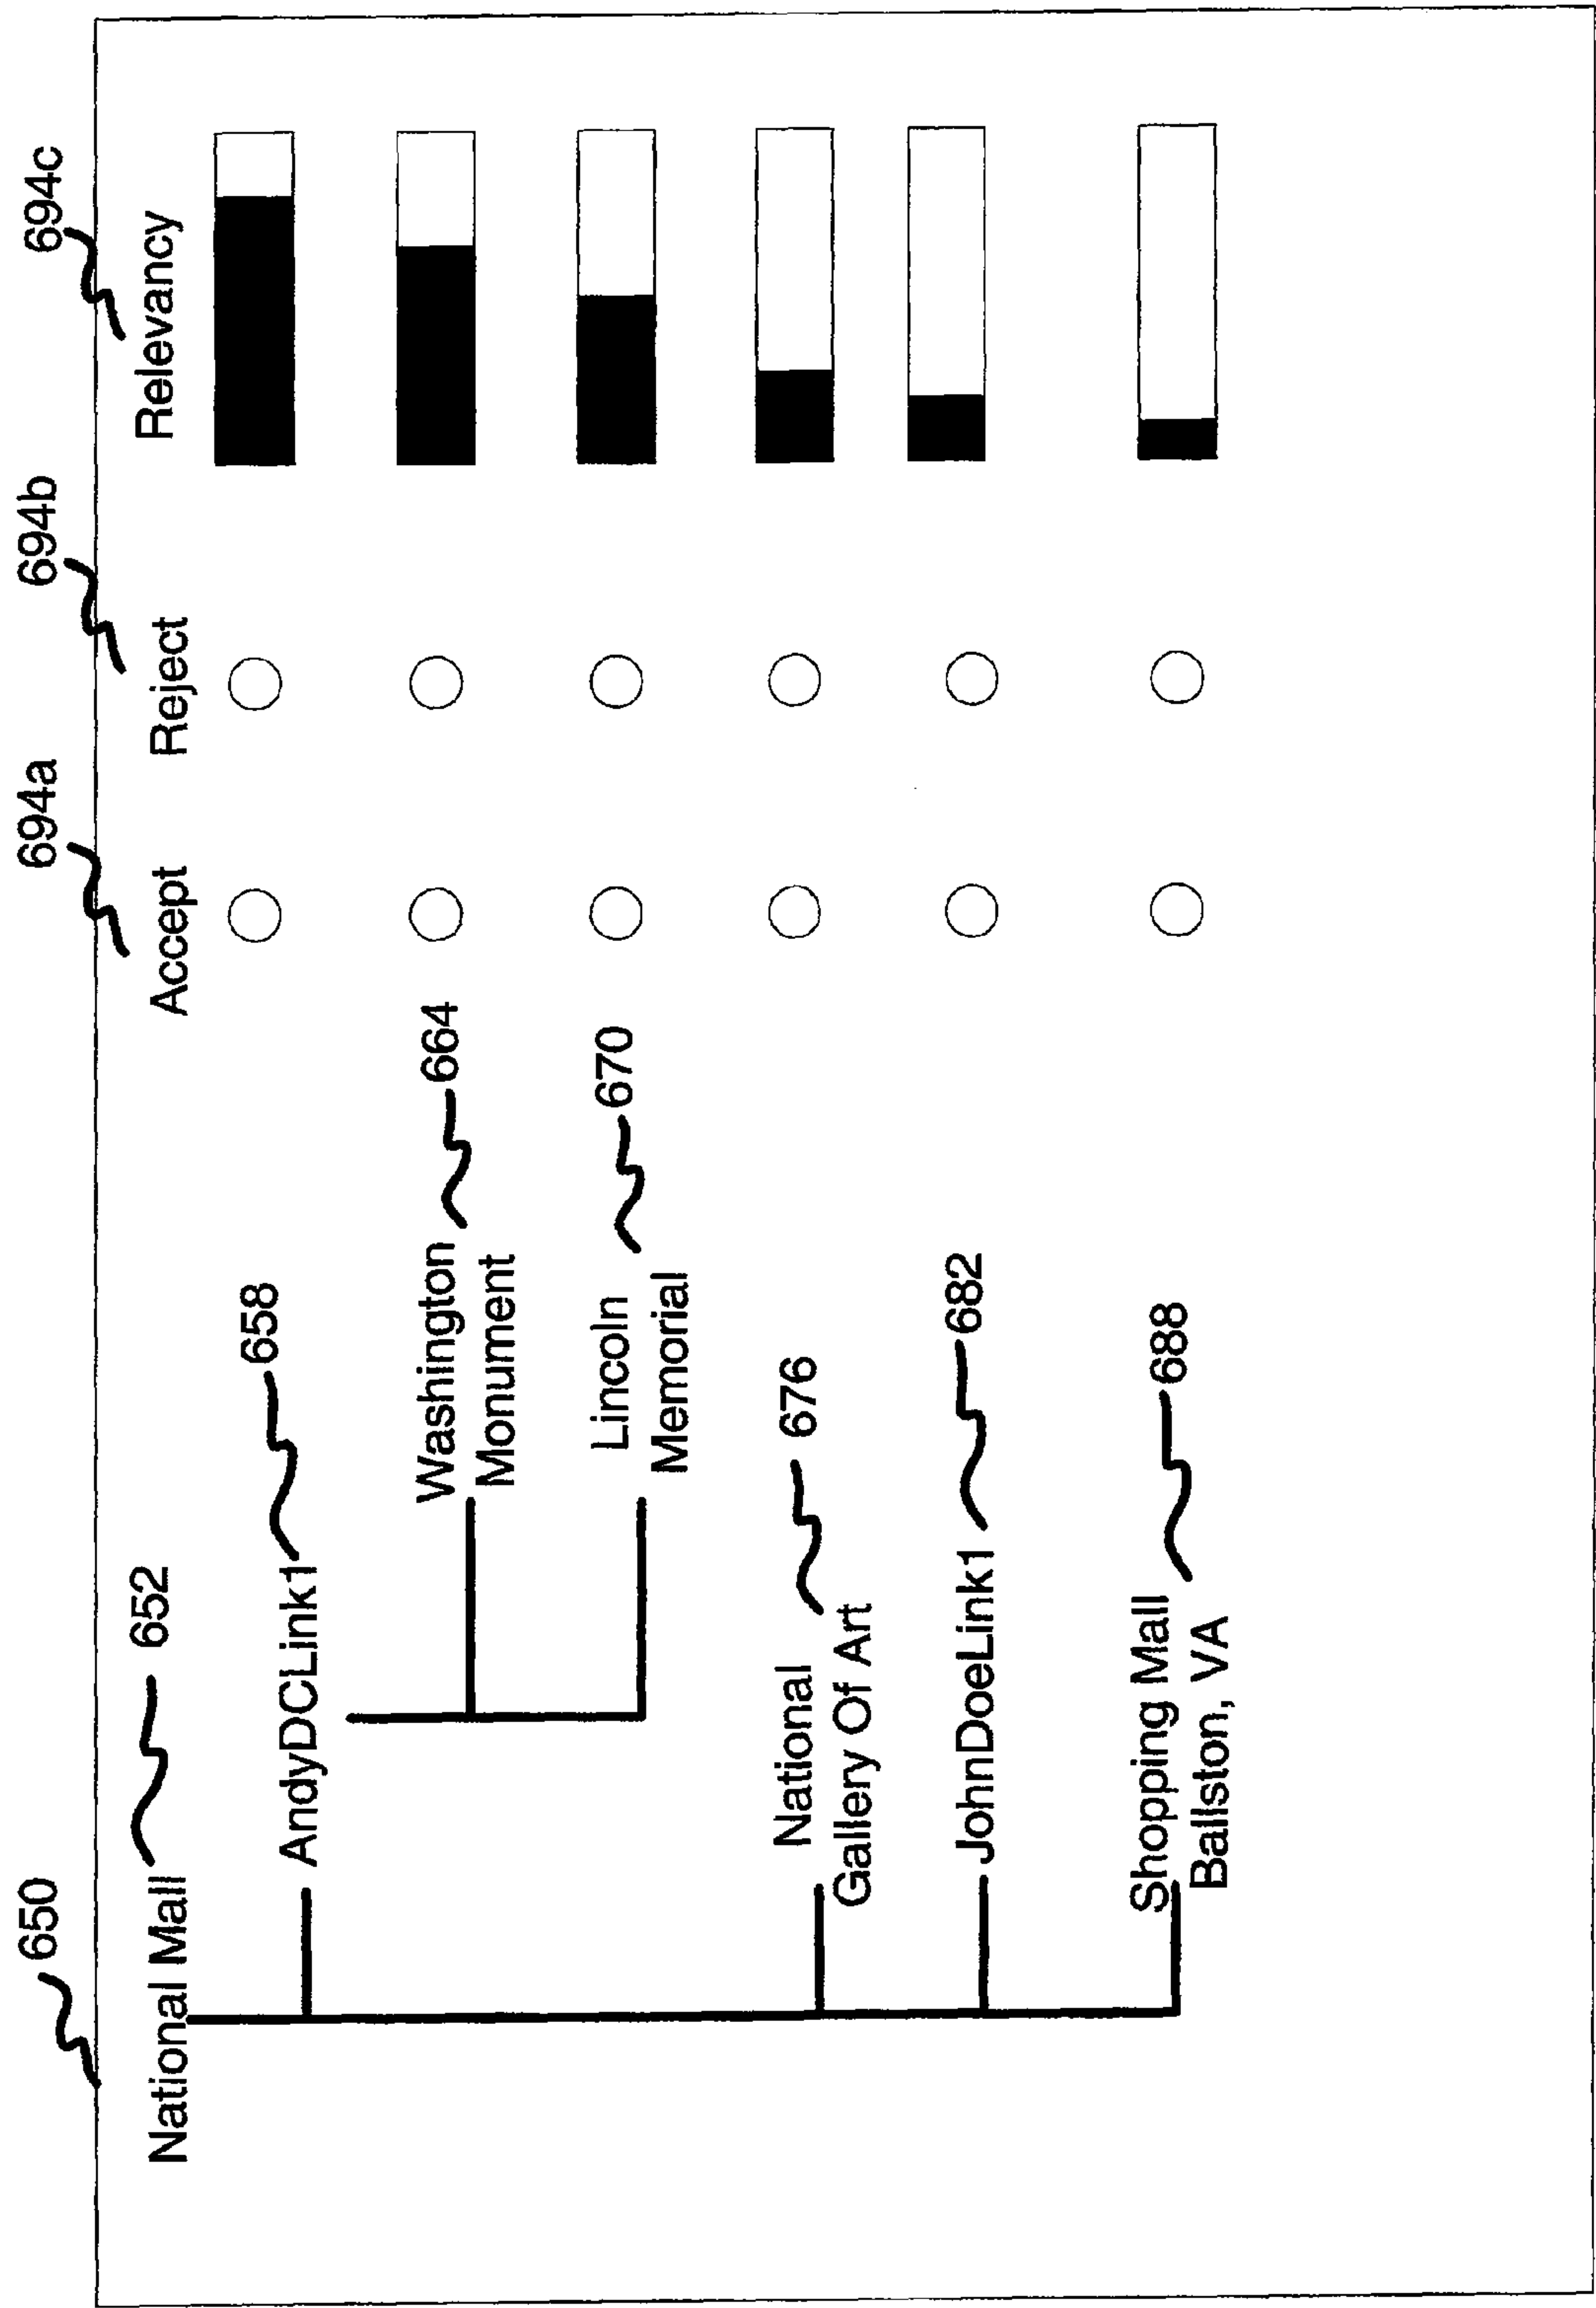 650
National Mall
652
Accept
694a
Reject
694b
Relevancy
694c
AndyDCLink1
658
Washington
Monument
664
Lincoln
Memorial
670
National
Gallery Of Art
676
JohnDoeLink1
682
Shopping Mall
Ballston, VA
688